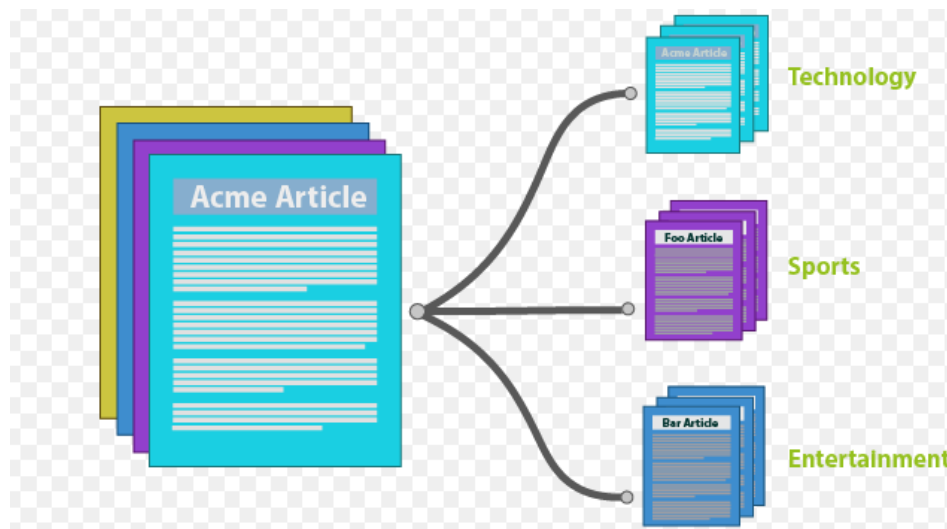 Acme Article
Acme Article
Technology
Foo Article
Sports
Bar Article
Entertainment